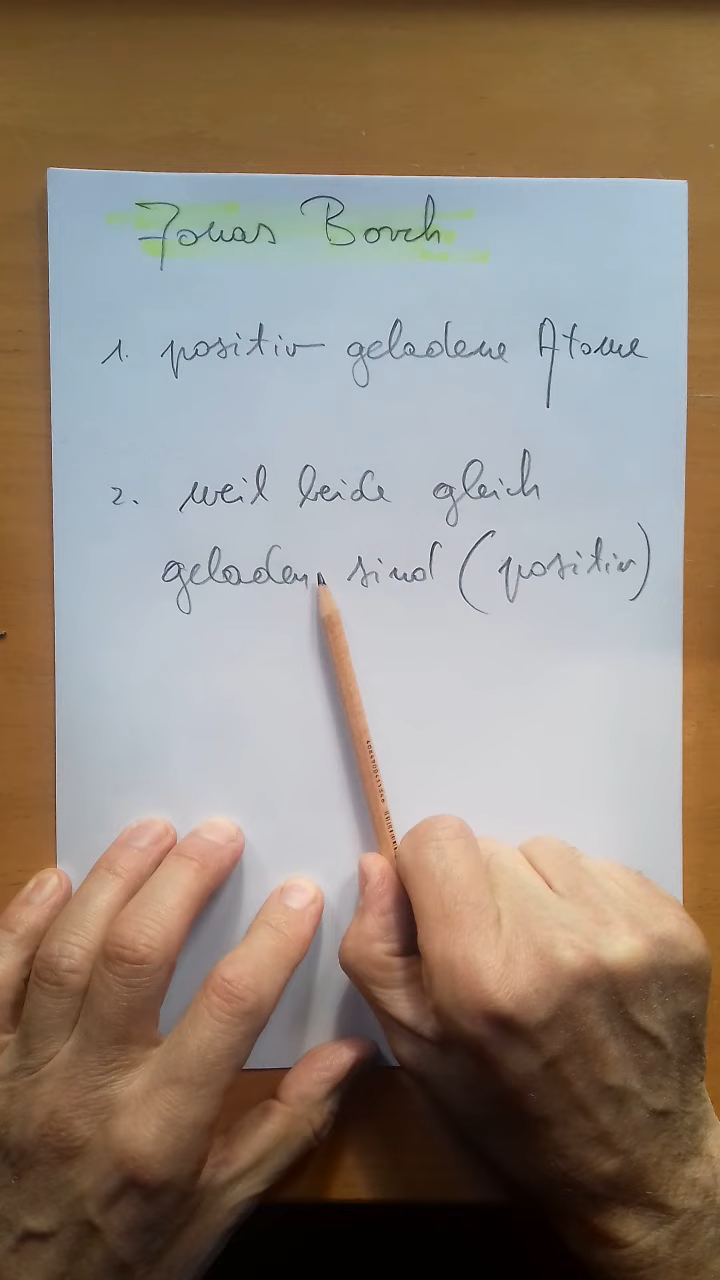 Jonas Borch
1. positiv geladene Atome
2. weil beide gleich
geladen sind (positiv)